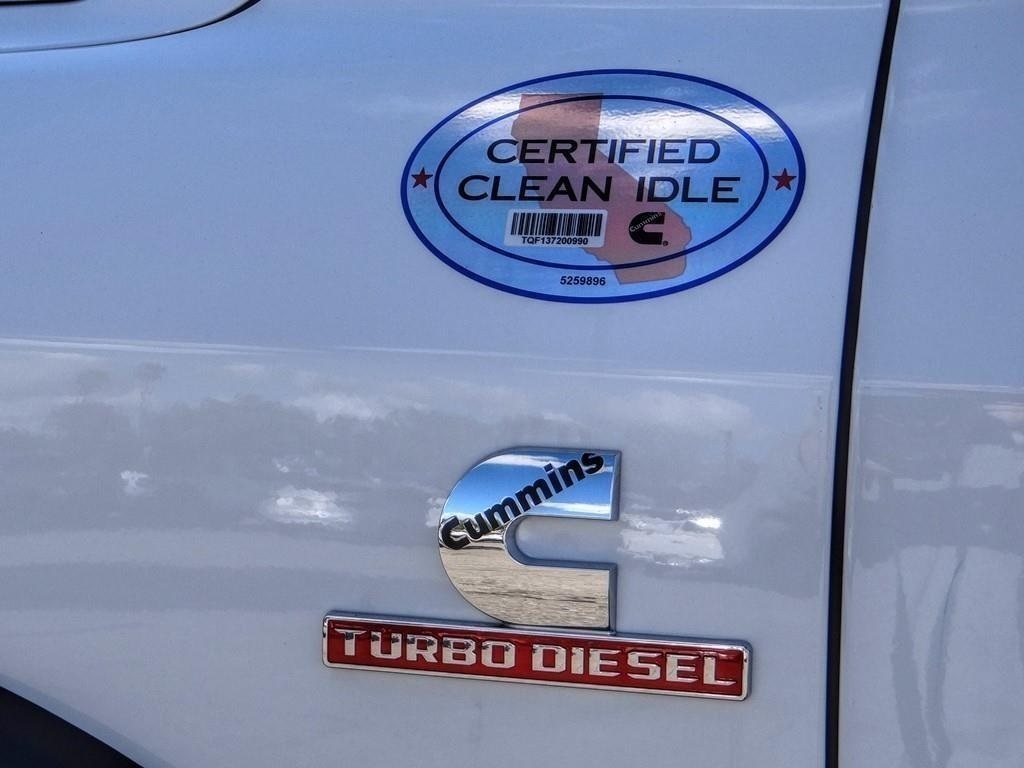 CERTIFIED
CLEAN IDLE
TQF137200990
Cummins
5259896
Cummins
TURBO DIESEL